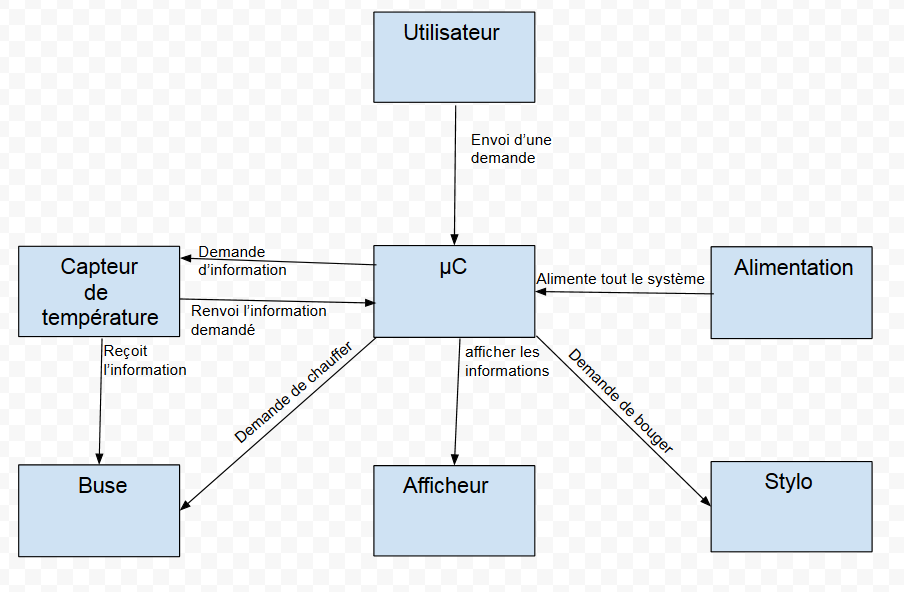 Utilisateur
Envoi d'une
demande
Demande
d'information
Capteur
de
température
µC
Alimente tout le système
Alimentation
Renvoi l'information
demandé
Reçoit
l'information
Demande de chauffer
afficher les
informations
Demande de bouger
Buse
Afficheur
Stylo